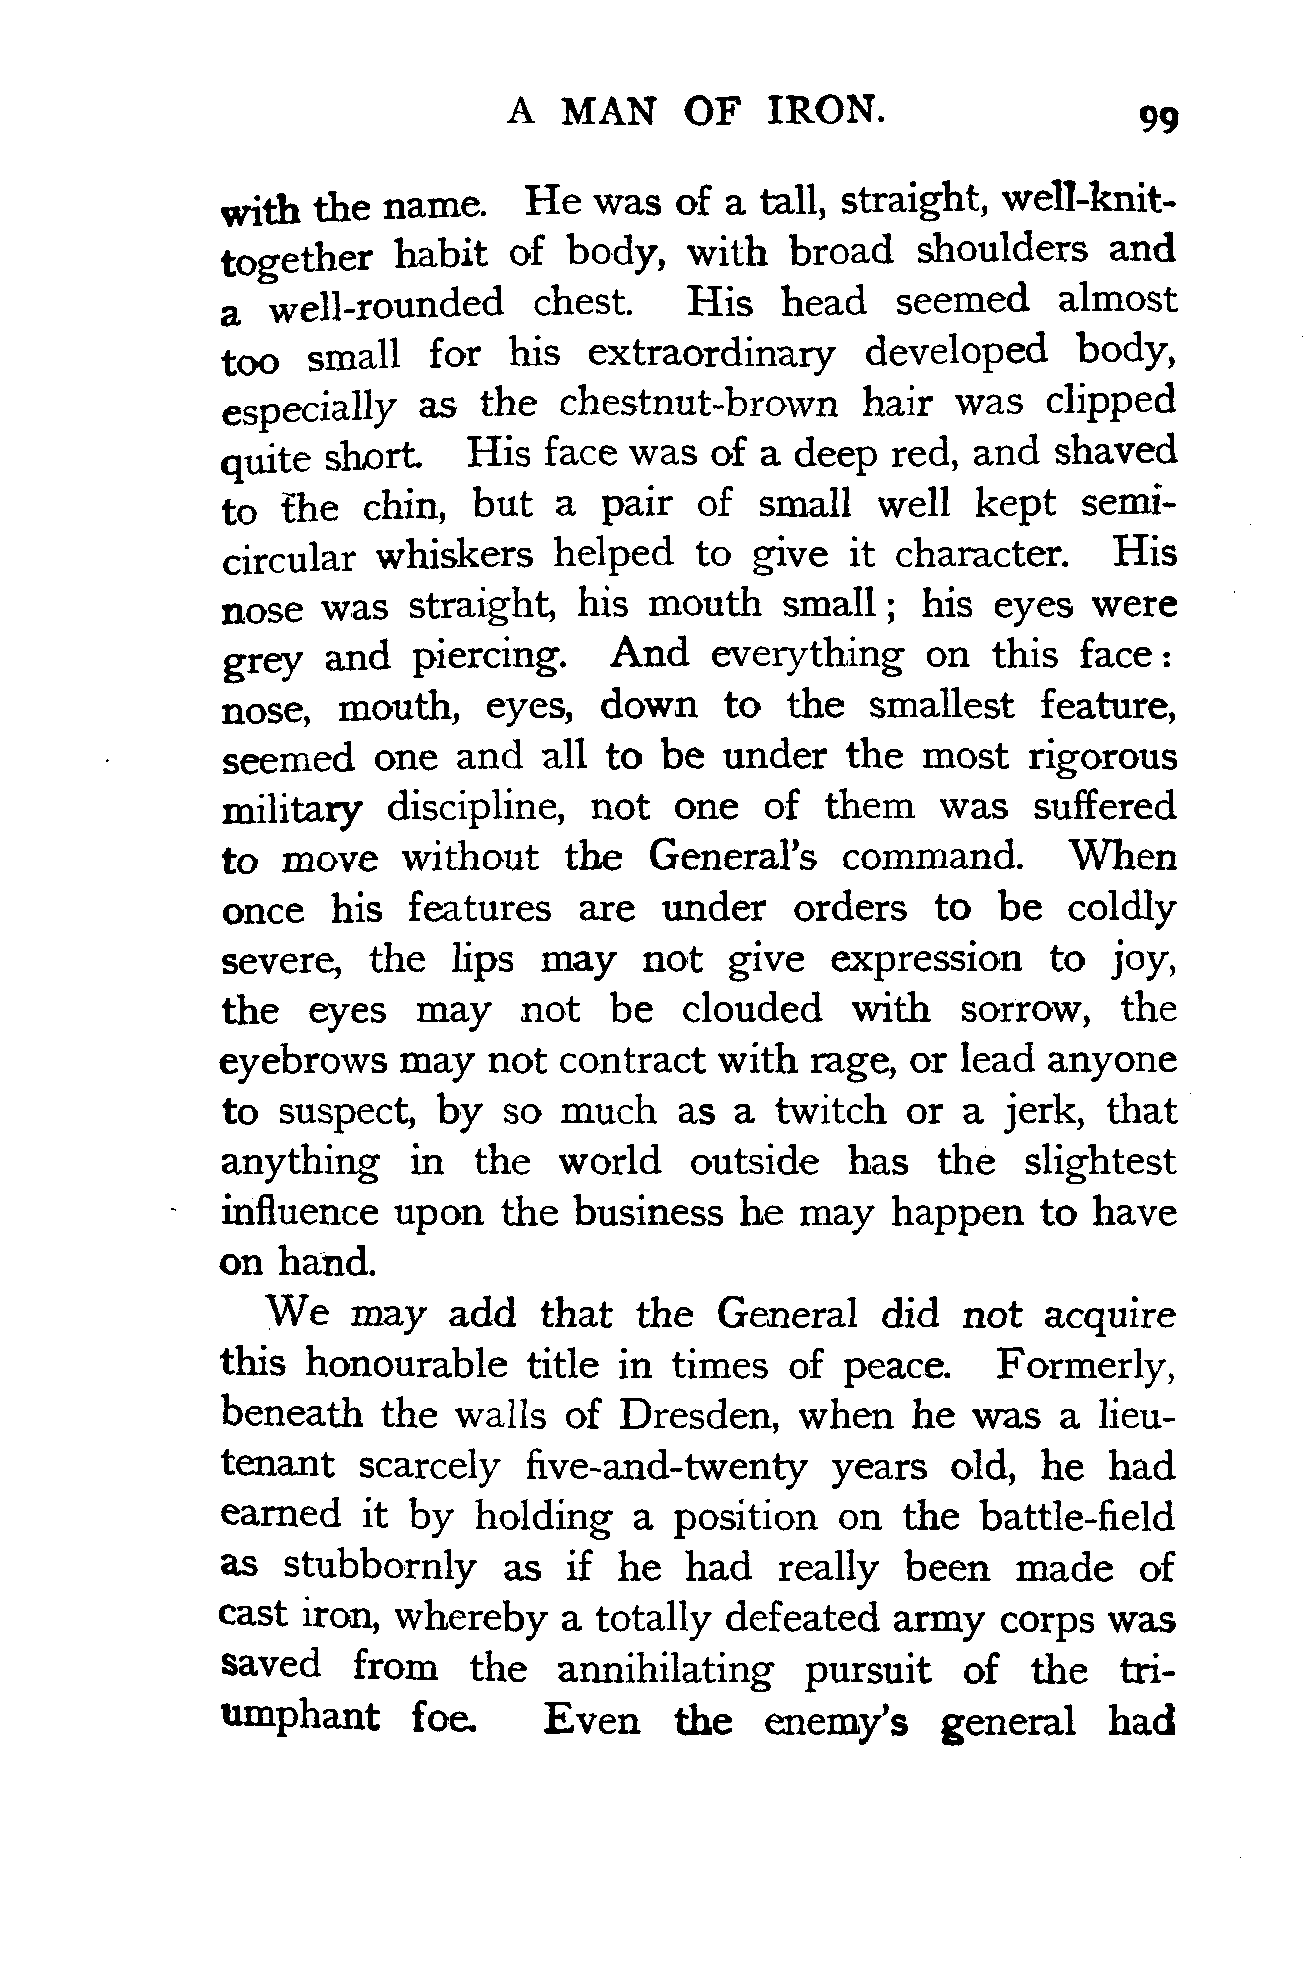 A MAN OF IRON. 99
with the name. He was of a tall, straight, well-knit-
together habit of body, with broad shoulders and
a well-rounded chest. His head seemed almost
too small for his extraordinary developed body,
especially as the chestnut-brown hair was clipped
quite short. His face was of a deep red, and shaved
to the chin, but a pair of small well kept semi-
circular whiskers helped to give it character. His
nose was straight, his mouth small; his eyes were
grey and piercing. And everything on this face:
nose, mouth, eyes, down to the smallest feature,
seemed one and all to be under the most rigorous
military discipline, not one of them was suffered
to move without the General's command. When
once his features are under orders to be coldly
severe, the lips may not give expression to joy,
the eyes may not be clouded with sorrow, the
eyebrows may not contract with rage, or lead anyone
to suspect, by so much as a twitch or a jerk, that
anything in the world outside has the slightest
influence upon the business he may happen to have
on hand.
We may add that the General did not acquire
this honourable title in times of peace. Formerly,
beneath the walls of Dresden, when he was a lieu-
tenant scarcely five-and-twenty years old, he had
earned it by holding a position on the battle-field
as stubbornly as if he had really been made of
cast iron, whereby a totally defeated army corps was
saved from the annihilating pursuit of the tri-
umphant foe. Even the enemy's general had